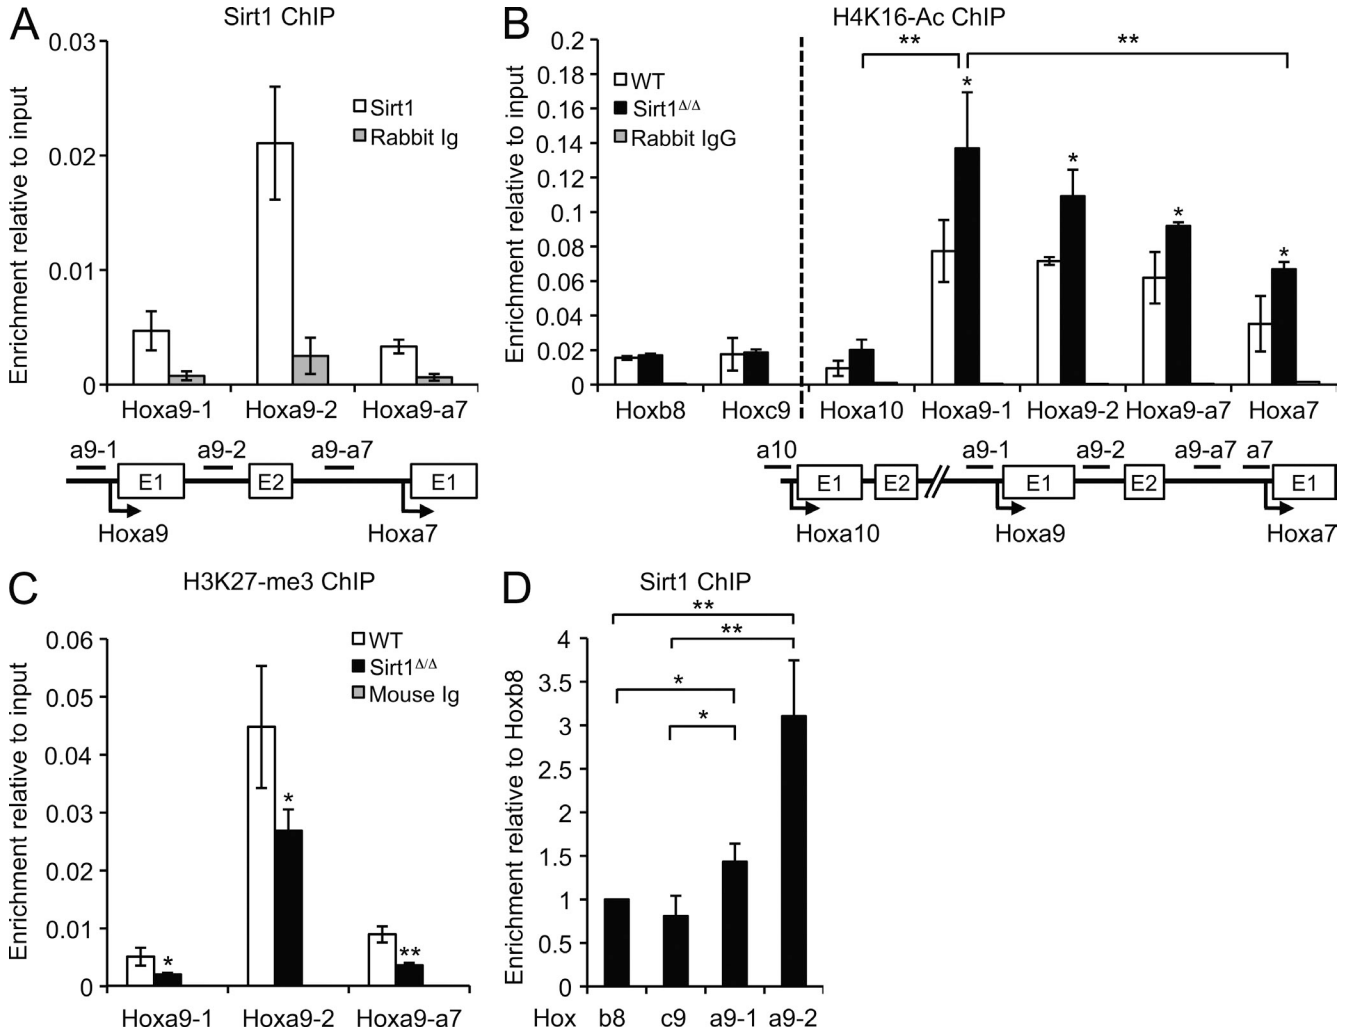 A
Sirt1 ChIP
Enrichment relative to input
0.03
0.02
0.01
0
Sirt1
Rabbit Ig
Hoxa9-1 Hoxa9-2 Hoxa9-a7
a9-1 a9-2 a9-a7
E1 E2 E1
Hoxa9 Hoxa7
B
H4K16-Ac ChIP
Enrichment relative to input
0.2
0.18
0.16
0.14
0.12
0.1
0.08
0.06
0.04
0.02
0
WT
Sirt1Δ/Δ
Rabbit IgG
** **
* * * *
Hoxb8 Hoxc9 Hoxa10 Hoxa9-1 Hoxa9-2 Hoxa9-a7 Hoxa7
a10 a9-1 a9-2 a9-a7 a7
E1 E2 E1 E2 E1
Hoxa10 Hoxa9 Hoxa7
C
H3K27-me3 ChIP
Enrichment relative to input
0.06
0.05
0.04
0.03
0.02
0.01
0
WT
Sirt1Δ/Δ
Mouse Ig
* * **
Hoxa9-1 Hoxa9-2 Hoxa9-a7
D
Sirt1 ChIP
Enrichment relative to Hoxb8
4
3.5
3
2.5
2
1.5
1
0.5
0
**
**
*
*
Hox b8 c9 a9-1 a9-2